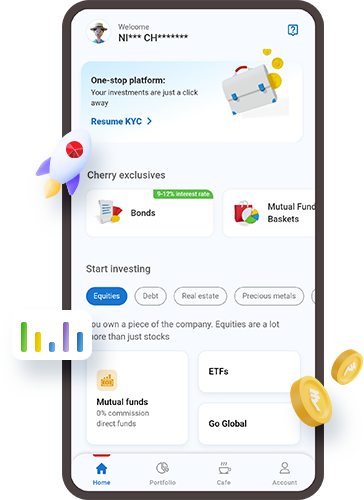 Welcome
NI*** CH*******
One-stop platform:
Your investments are just a click
away
Resume KYC >
Cherry exclusives
9-12% interest rate
Bonds
Mutual Fund
Baskets
Start investing
Equities
Debt
Real estate
Precious metals
you own a piece of the company. Equities are a lot
more than just stocks
Mutual funds
0% commission
direct funds
ETFs
Go Global
Home
Portfolio
Cafe
Account